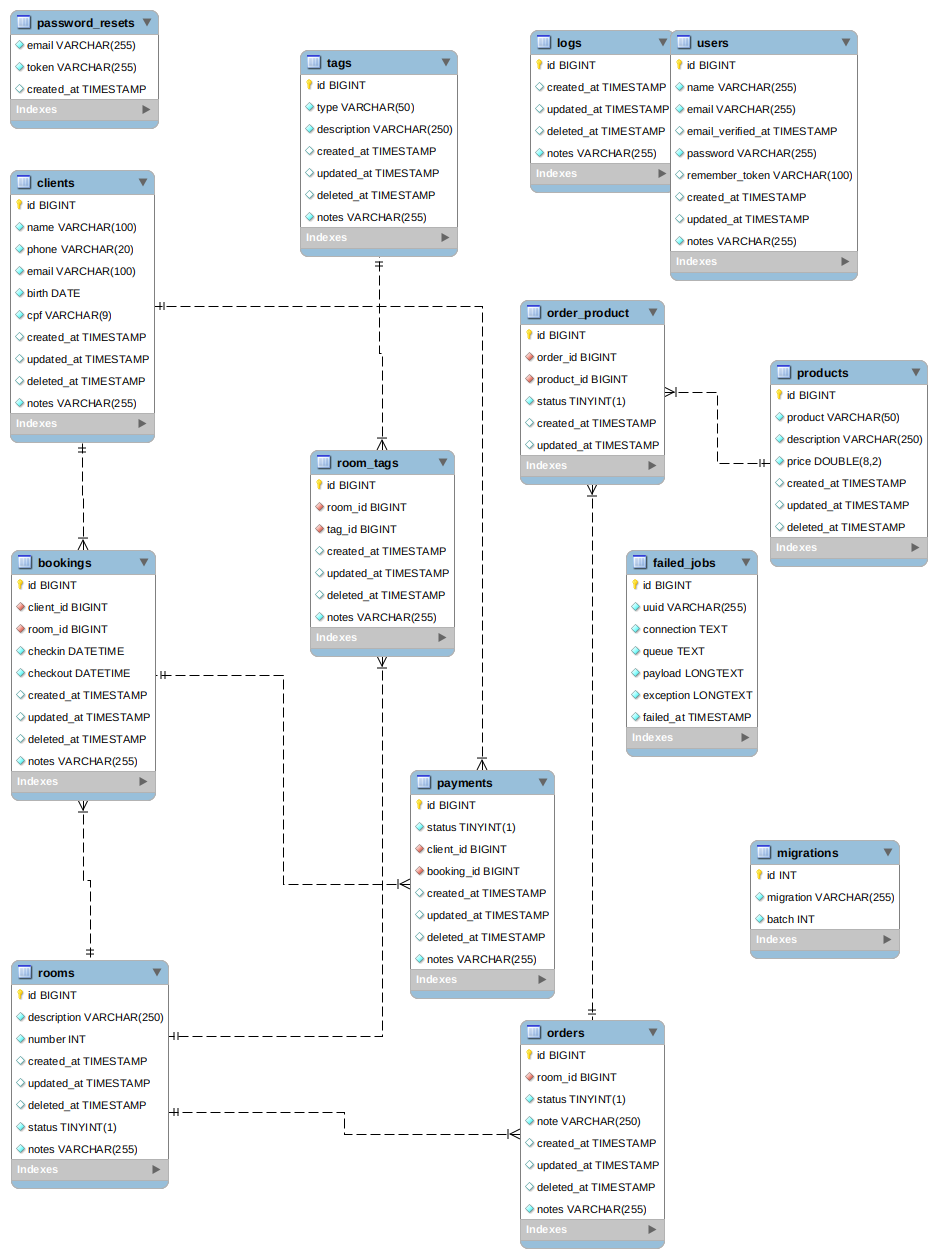 password_resets
email VARCHAR(255)
token VARCHAR(255)
created_at TIMESTAMP
Indexes
tags
id BIGINT
type VARCHAR(50)
description VARCHAR(250)
created_at TIMESTAMP
updated_at TIMESTAMP
deleted_at TIMESTAMP
notes VARCHAR(255)
Indexes
logs
id BIGINT
created_at TIMESTAMP
updated_at TIMESTAMP
deleted_at TIMESTAMP
notes VARCHAR(255)
Indexes
users
id BIGINT
name VARCHAR(255)
email VARCHAR(255)
email_verified_at TIMESTAMP
password VARCHAR(255)
remember_token VARCHAR(100)
created_at TIMESTAMP
updated_at TIMESTAMP
notes VARCHAR(255)
Indexes
clients
id BIGINT
name VARCHAR(100)
phone VARCHAR(20)
email VARCHAR(100)
birth DATE
cpf VARCHAR(9)
created_at TIMESTAMP
updated_at TIMESTAMP
deleted_at TIMESTAMP
notes VARCHAR(255)
Indexes
order_product
id BIGINT
order_id BIGINT
product_id BIGINT
status TINYINT(1)
created_at TIMESTAMP
updated_at TIMESTAMP
Indexes
products
id BIGINT
product VARCHAR(50)
description VARCHAR(250)
price DOUBLE(8,2)
created_at TIMESTAMP
updated_at TIMESTAMP
deleted_at TIMESTAMP
Indexes
room_tags
id BIGINT
room_id BIGINT
tag_id BIGINT
created_at TIMESTAMP
updated_at TIMESTAMP
deleted_at TIMESTAMP
notes VARCHAR(255)
Indexes
bookings
id BIGINT
client_id BIGINT
room_id BIGINT
checkin DATETIME
checkout DATETIME
created_at TIMESTAMP
updated_at TIMESTAMP
deleted_at TIMESTAMP
notes VARCHAR(255)
Indexes
failed_jobs
id BIGINT
uuid VARCHAR(255)
connection TEXT
queue TEXT
payload LONGTEXT
exception LONGTEXT
failed_at TIMESTAMP
Indexes
payments
id BIGINT
status TINYINT(1)
client_id BIGINT
booking_id BIGINT
created_at TIMESTAMP
updated_at TIMESTAMP
deleted_at TIMESTAMP
notes VARCHAR(255)
Indexes
migrations
id INT
migration VARCHAR(255)
batch INT
Indexes
rooms
id BIGINT
description VARCHAR(250)
number INT
created_at TIMESTAMP
updated_at TIMESTAMP
deleted_at TIMESTAMP
status TINYINT(1)
notes VARCHAR(255)
Indexes
orders
id BIGINT
room_id BIGINT
status TINYINT(1)
note VARCHAR(250)
created_at TIMESTAMP
updated_at TIMESTAMP
deleted_at TIMESTAMP
notes VARCHAR(255)
Indexes